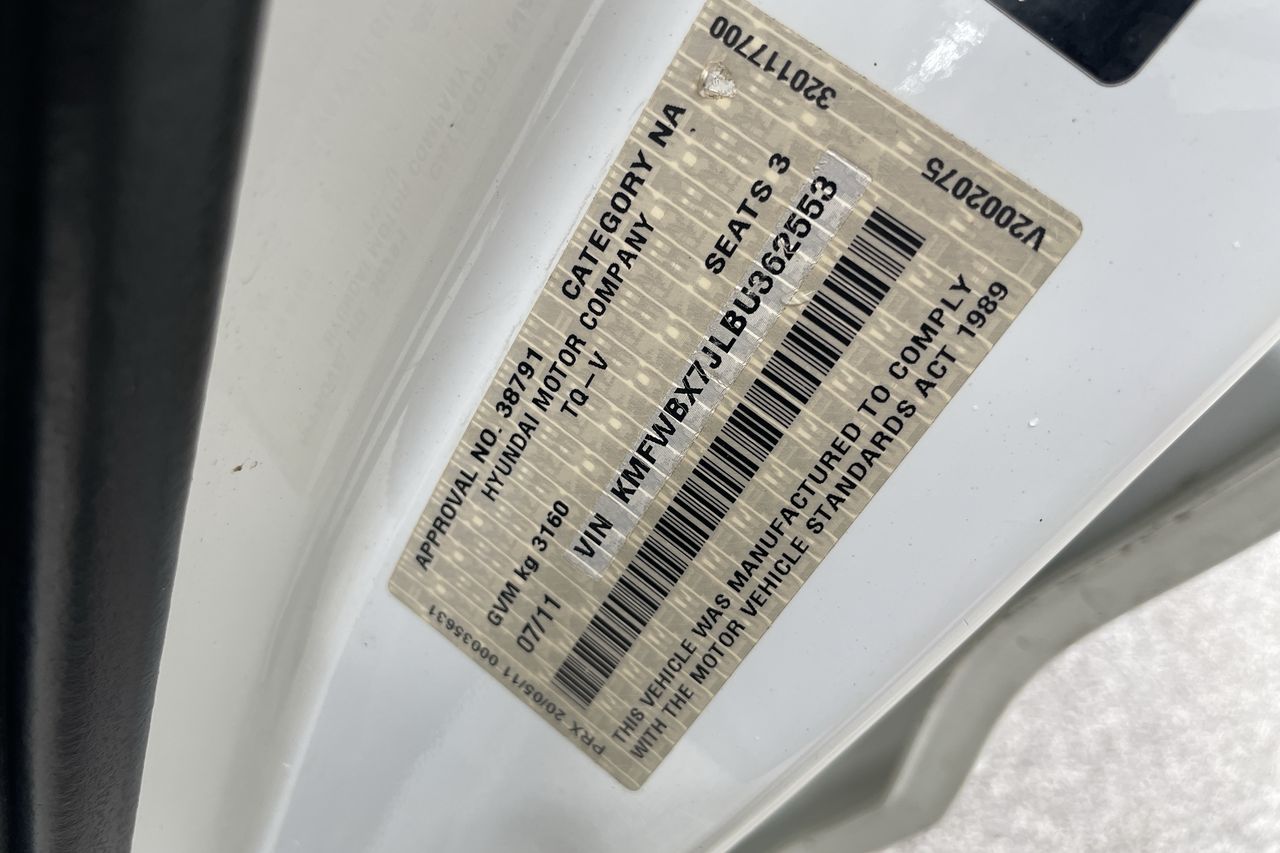 APPROVAL NO. 38791 CATEGORY NA
HYUNDAI MOTOR COMPANY
TQ-V
GVM kg 3160 SEATS 3
07/11 VIN KMFWBX7JLBU362553
THIS VEHICLE WAS MANUFACTURED TO COMPLY
WITH THE MOTOR VEHICLE STANDARDS ACT 1989
320117700
V2002075
PRX 20/05/11 00035631